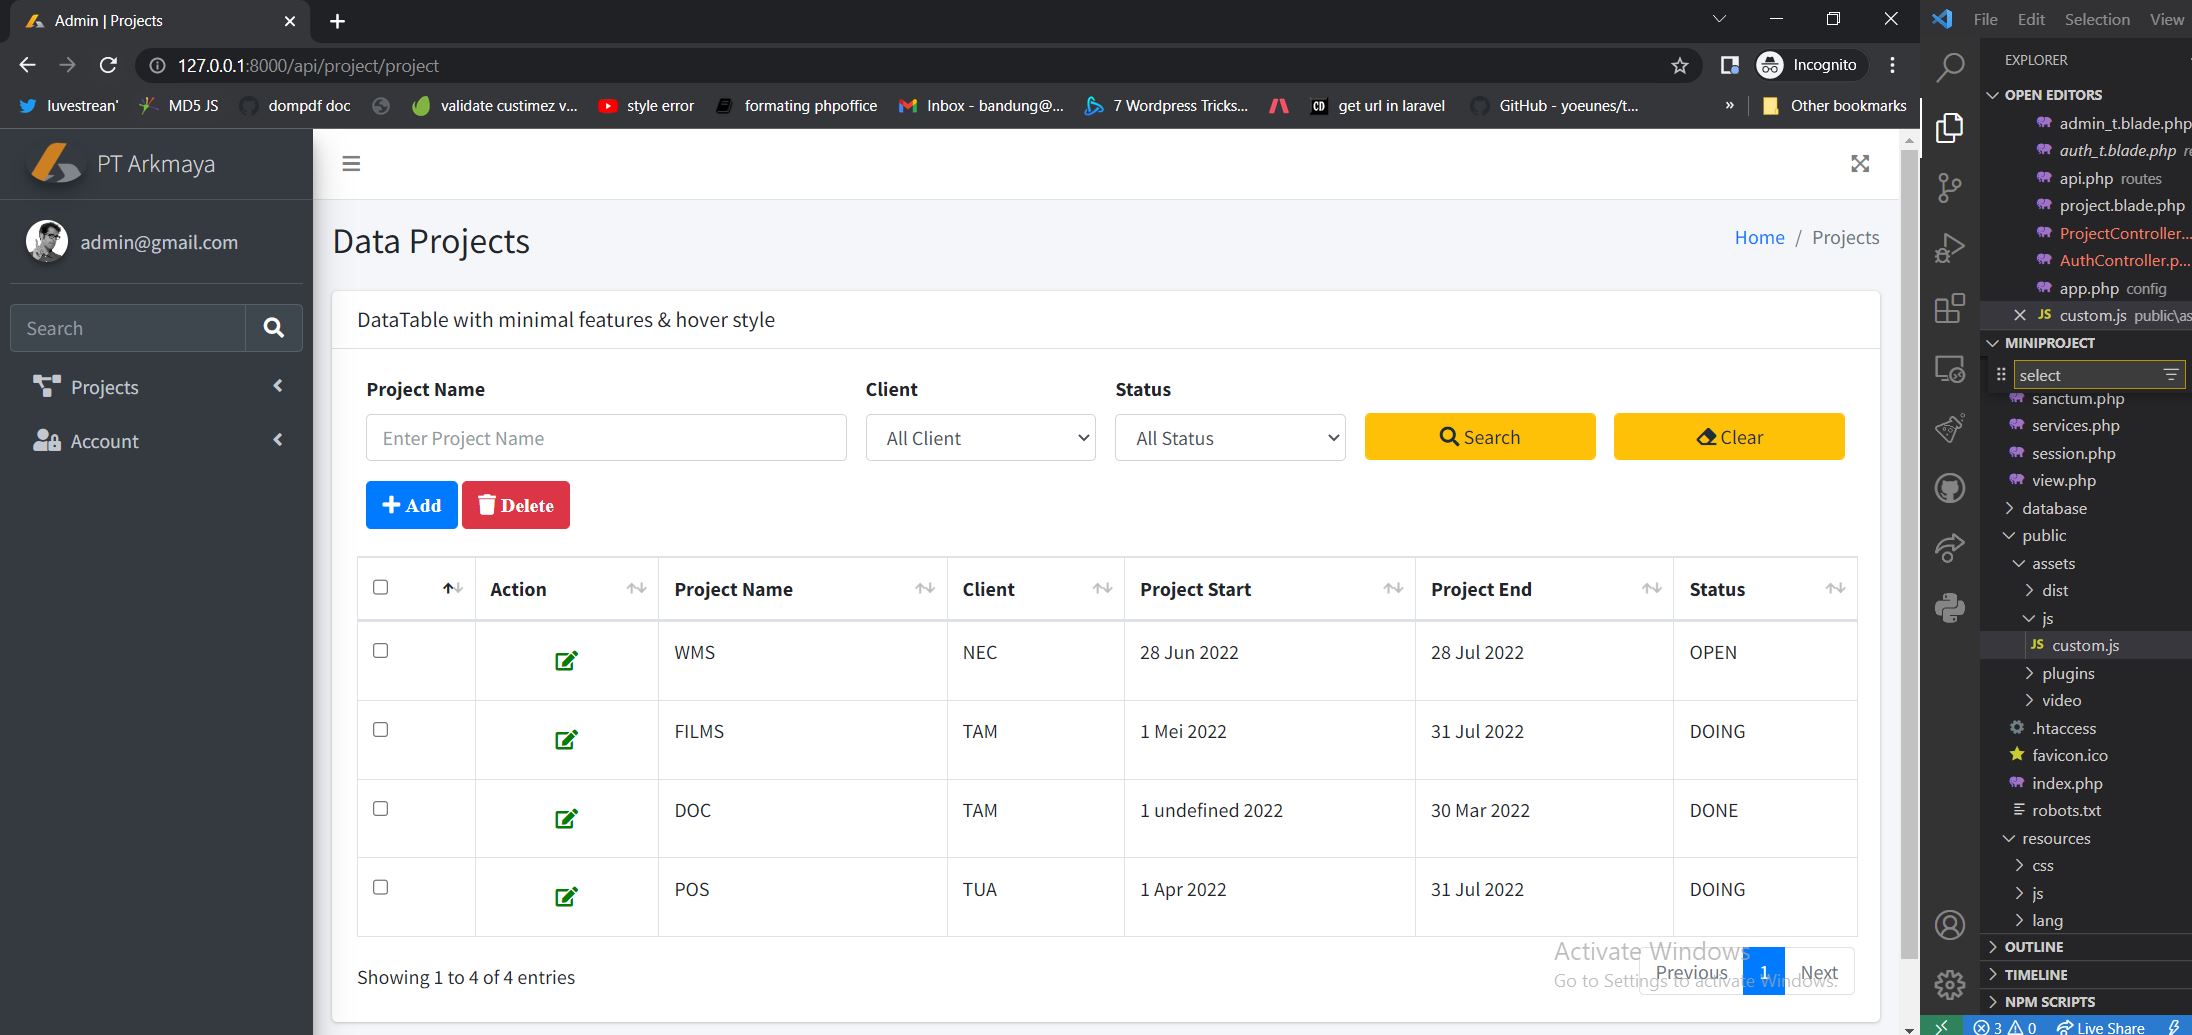 Admin | Projects
127.0.0.1:8000/api/project/project
Incognito
luvestrean'
MD5 JS
dompdf doc
validate custimez v...
style error
formating phpoffice
Inbox - bandung@...
7 Wordpress Tricks...
CD
get url in laravel
GitHub - yoeunes/t...
»
Other bookmarks
PT Arkmaya
admin@gmail.com
Search
Projects
Account
Data Projects
Home / Projects
DataTable with minimal features & hover style
Project Name Client Status
Enter Project Name All Client All Status Search Clear
Add Delete
Action Project Name Client Project Start Project End Status
WMS NEC 28 Jun 2022 28 Jul 2022 OPEN
FILMS TAM 1 Mei 2022 31 Jul 2022 DOING
DOC TAM 1 undefined 2022 30 Mar 2022 DONE
POS TUA 1 Apr 2022 31 Jul 2022 DOING
Showing 1 to 4 of 4 entries
Previous 1 Next
Activate Windows
Go to Settings to activate Windows.
File Edit Selection View
EXPLORER
OPEN EDITORS
admin_t.blade.php
auth_t.blade.php re
api.php routes
project.blade.php
ProjectController...
AuthController.p...
app.php config
JS custom.js public\as
MINIPROJECT
select
sanctum.php
services.php
session.php
view.php
database
public
assets
dist
js
JS custom.js
plugins
video
.htaccess
favicon.ico
index.php
robots.txt
resources
css
js
lang
OUTLINE
TIMELINE
NPM SCRIPTS
3 0 Live Share